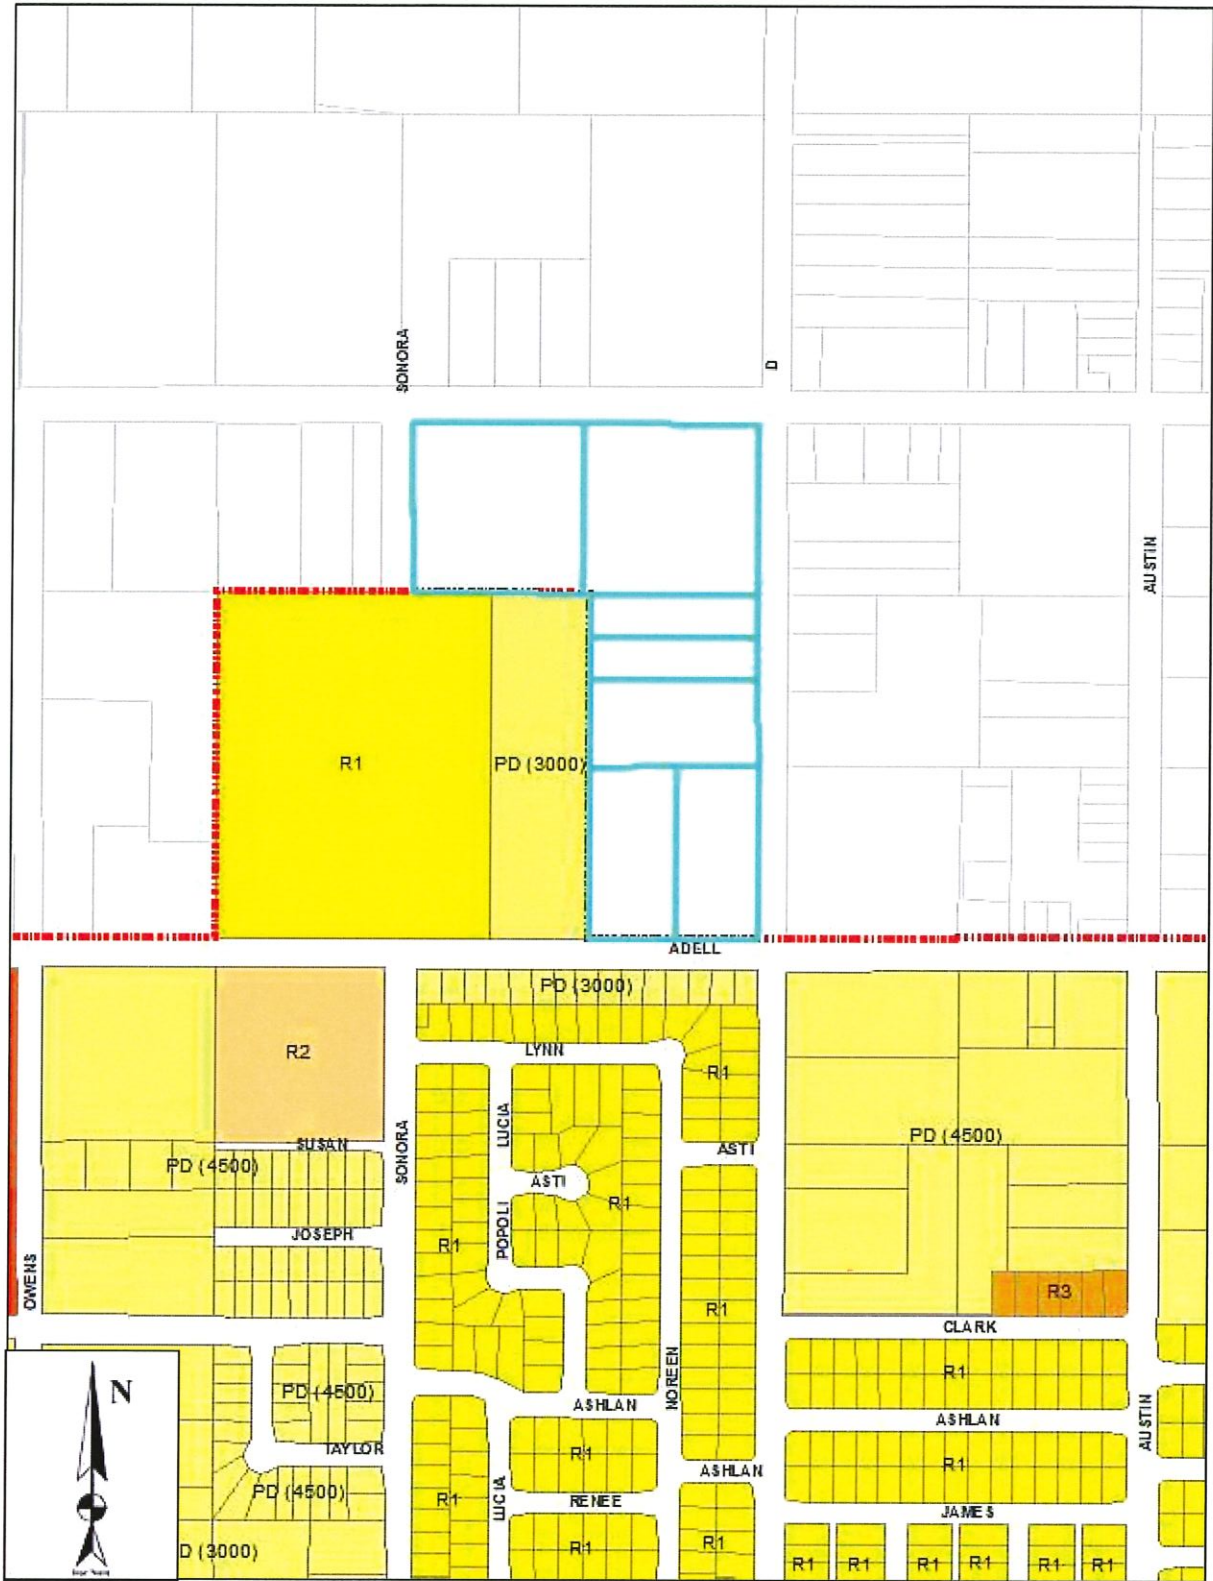 SONORA
D
AUSTIN
R1
PD (3000)
ADELL
PD (3000)
R2
LYNN
R1
SUSAN
PD (4500)
SONORA
LUCIA
ASTI
ASTI
PD (4500)
R1
POPOLI
JOSEPH
R1
OWENS
R1
R3
CLARK
NOREEN
R1
PD (4500)
ASHLAN
ASHLAN
AUSTIN
N
TAYLOR
R1
ASHLAN
R1
PD (4500)
R1
LUCIA
RENEE
JAMES
D (3000)
R1
R1
R1
R1
R1
R1
R1
R1